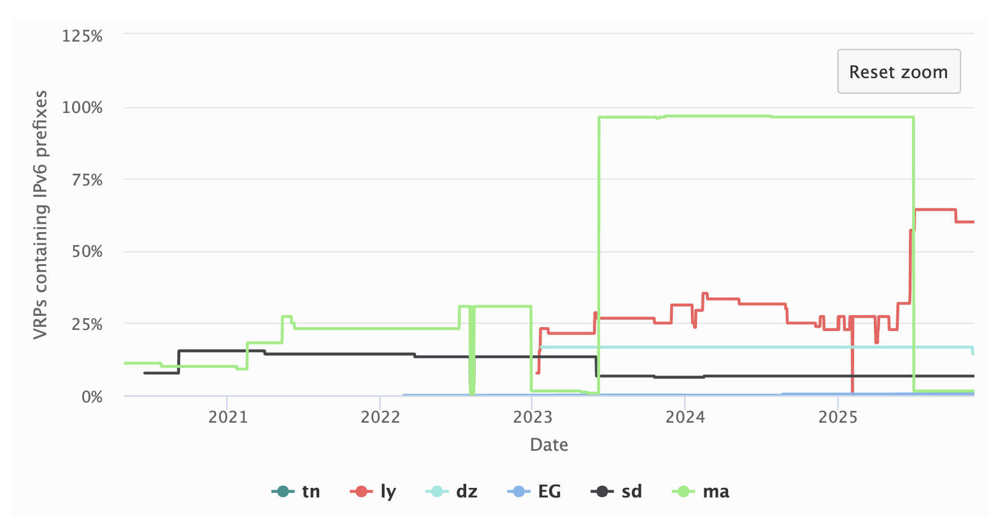 125%
Reset zoom
100%
75%
50%
25%
0%
VRPs containing IPv6 prefixes
2021 2022 2023 2024 2025
Date
tn ly dz EG sd ma